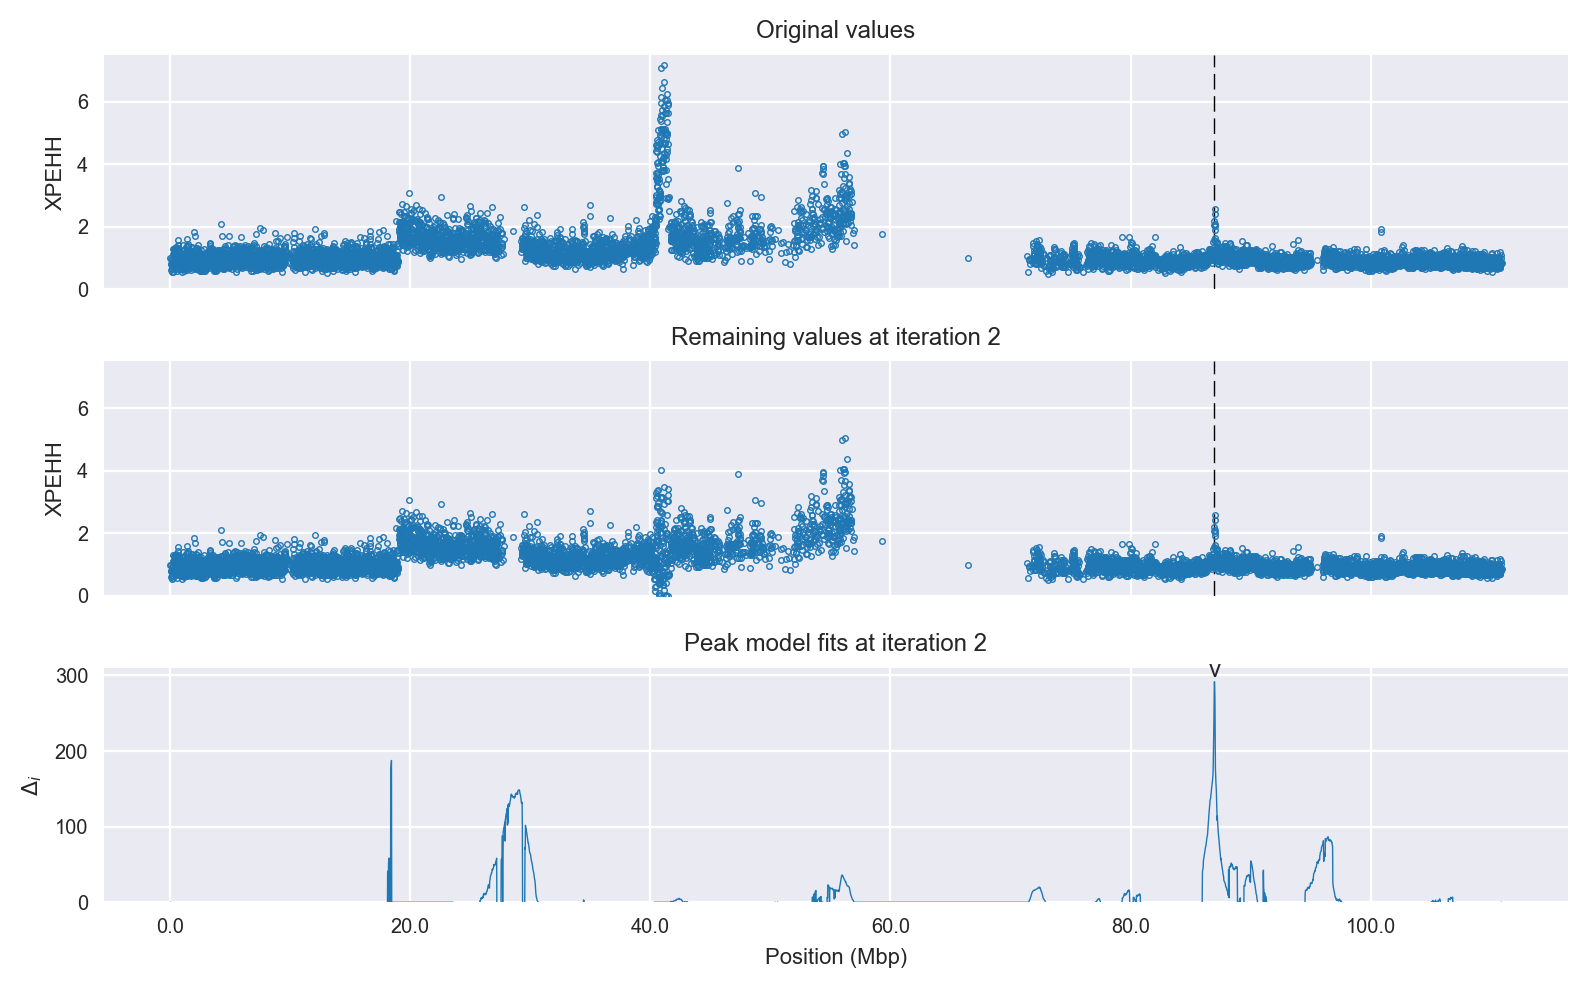 Original values
6
4
2
0
XPEHH
Remaining values at iteration 2
6
4
2
0
XPEHH
Peak model fits at iteration 2
v
300
200
100
0
Δi
0.0 20.0 40.0 60.0 80.0 100.0
Position (Mbp)